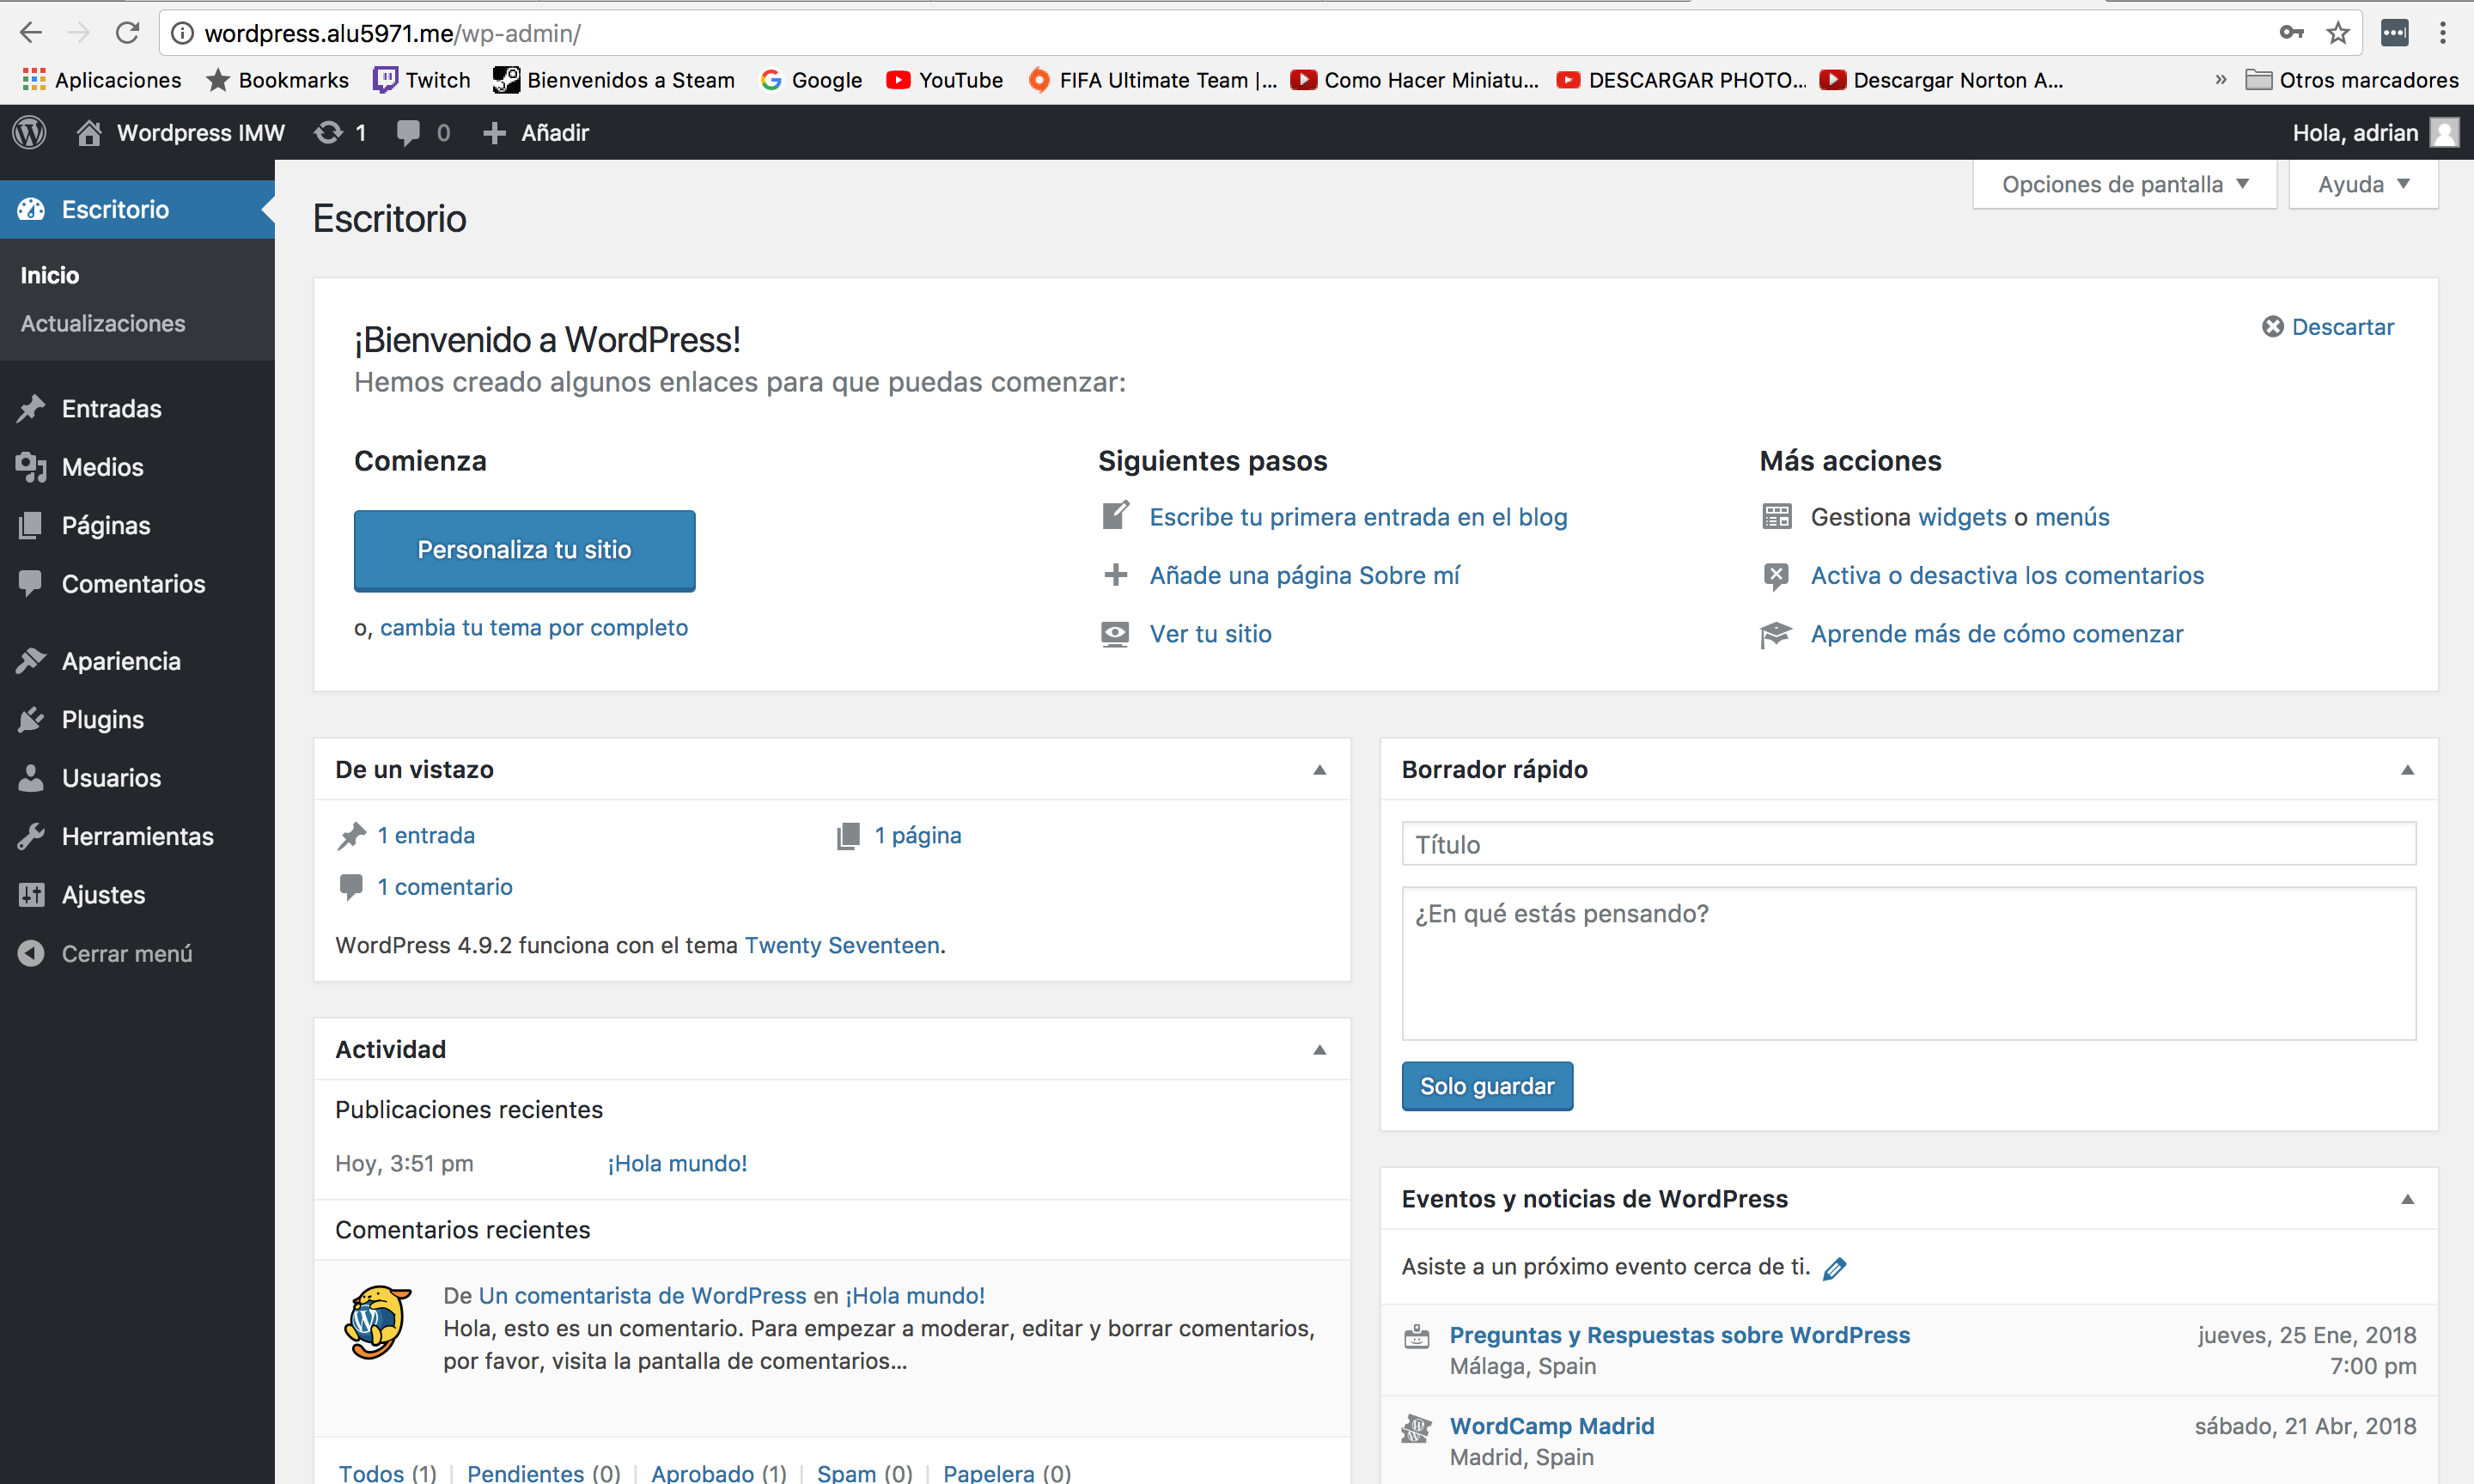 wordpress.alu5971.me/wp-admin/
Aplicaciones Bookmarks Twitch Bienvenidos a Steam Google YouTube FIFA Ultimate Team |... Como Hacer Miniatu... DESCARGAR PHOTO... Descargar Norton A... » Otros marcadores
Wordpress IMW 1 0 Añadir Hola, adrian
Opciones de pantalla Ayuda
Escritorio
Inicio
Actualizaciones
Entradas
Medios
Páginas
Comentarios
Apariencia
Plugins
Usuarios
Herramientas
Ajustes
Cerrar menú
Escritorio
¡Bienvenido a WordPress!
Descartar
Hemos creado algunos enlaces para que puedas comenzar:
Comienza
Personaliza tu sitio
o, cambia tu tema por completo
Siguientes pasos
Escribe tu primera entrada en el blog
Añade una página Sobre mí
Ver tu sitio
Más acciones
Gestiona widgets o menús
Activa o desactiva los comentarios
Aprende más de cómo comenzar
De un vistazo
1 entrada 1 página
1 comentario
WordPress 4.9.2 funciona con el tema Twenty Seventeen.
Actividad
Publicaciones recientes
Hoy, 3:51 pm ¡Hola mundo!
Comentarios recientes
De Un comentarista de WordPress en ¡Hola mundo!
Hola, esto es un comentario. Para empezar a moderar, editar y borrar comentarios,
por favor, visita la pantalla de comentarios...
Todos (1) | Pendientes (0) | Aprobado (1) | Spam (0) | Papelera (0)
Borrador rápido
Título
¿En qué estás pensando?
Solo guardar
Eventos y noticias de WordPress
Asiste a un próximo evento cerca de ti.
Preguntas y Respuestas sobre WordPress jueves, 25 Ene, 2018
Málaga, Spain 7:00 pm
WordCamp Madrid sábado, 21 Abr, 2018
Madrid, Spain